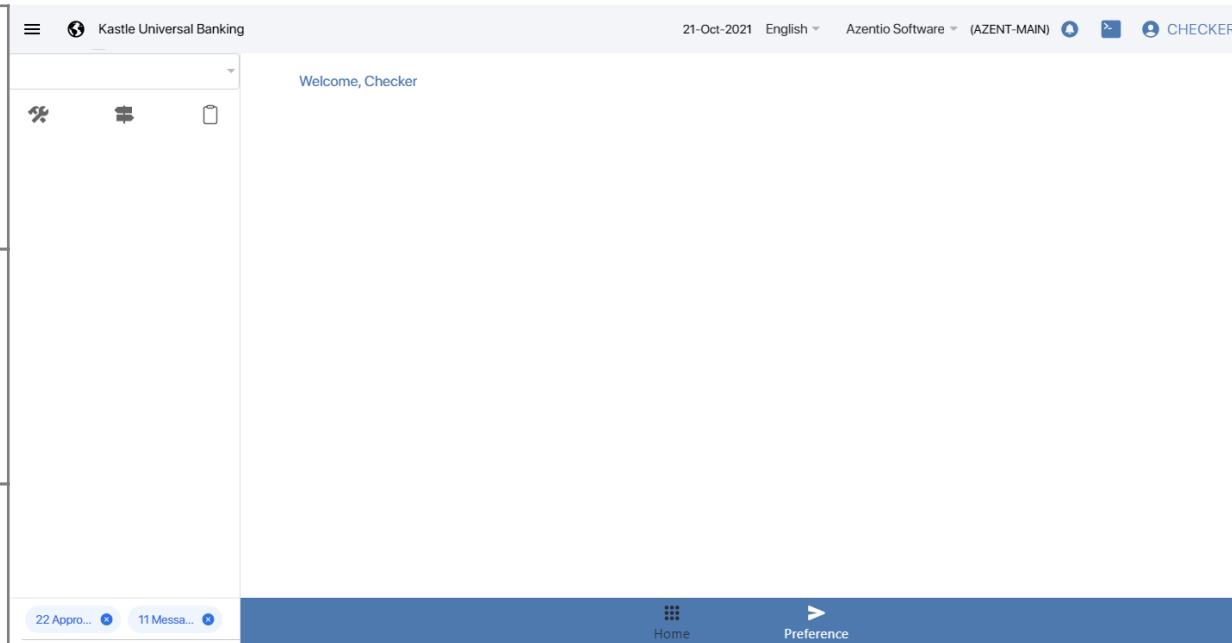 Kastle Universal Banking
21-Oct-2021 English Azentio Software (AZENT-MAIN) CHECKER
Welcome, Checker
22 Appro... 11 Messa...
Home Preference